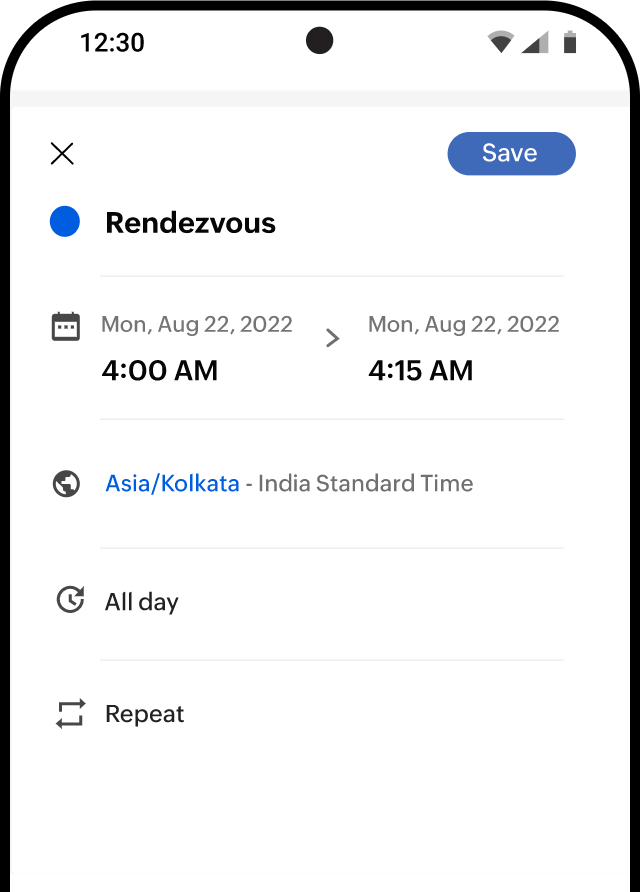 12:30
Save
Rendezvous
Mon, Aug 22, 2022
Mon, Aug 22, 2022
4:00 AM
4:15 AM
Asia/Kolkata - India Standard Time
All day
Repeat